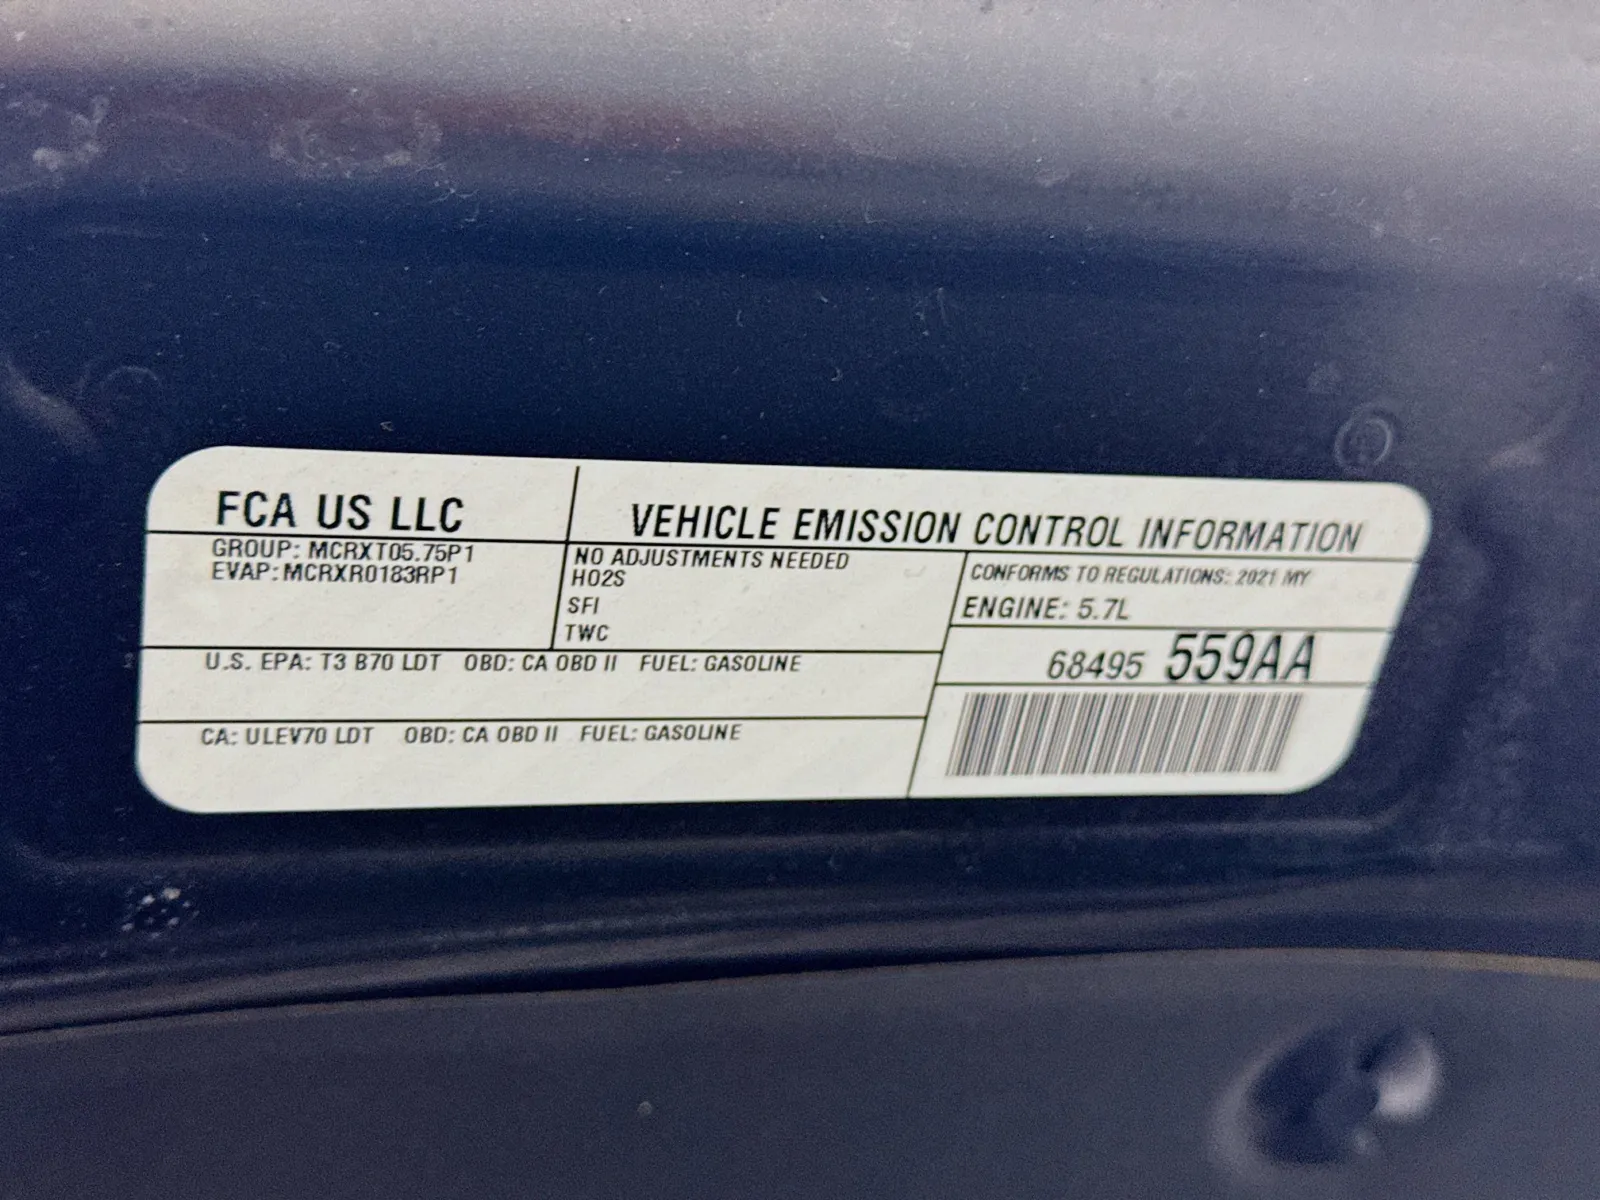 FCA US LLC
VEHICLE EMISSION CONTROL INFORMATION
GROUP: MCRXT05.75P1
EVAP: MCRXR0183RP1
NO ADJUSTMENTS NEEDED
HO2S
SFI
TWC
CONFORMS TO REGULATIONS: 2021 MY
ENGINE: 5.7L
68495 559AA
U.S. EPA: T3 B70 LDT OBD: CA OBD II FUEL: GASOLINE
CA: ULEV70 LDT OBD: CA OBD II FUEL: GASOLINE